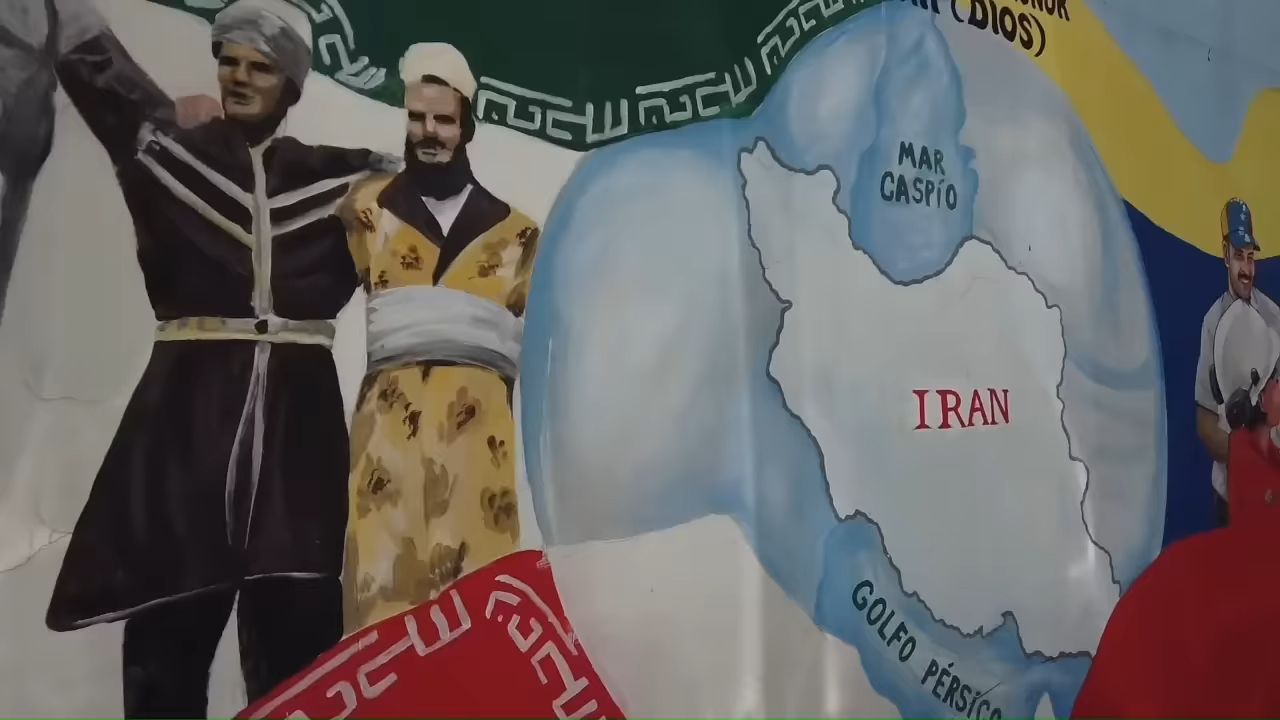 (DIOS)
MAR
CASPÍO
IRAN
GOLFO PÉRSICO